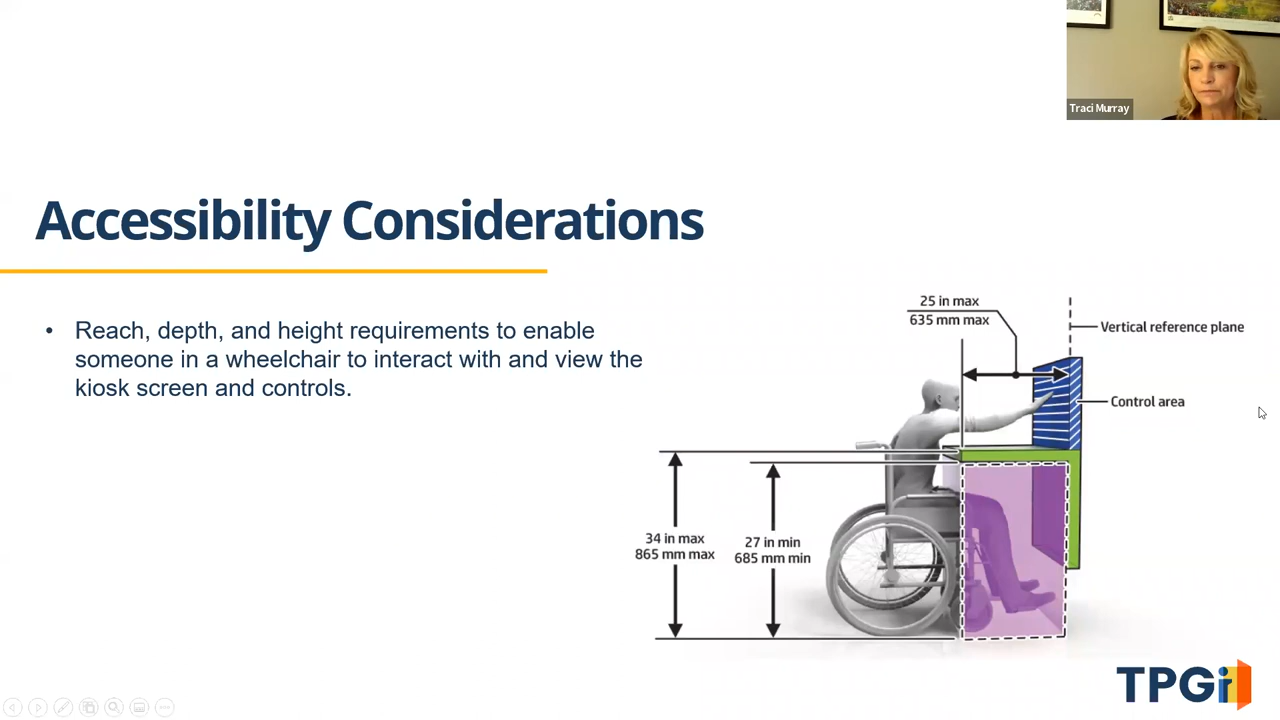 Traci Murray
Accessibility Considerations
• Reach, depth, and height requirements to enable
someone in a wheelchair to interact with and view the
kiosk screen and controls.
25 in max
635 mm max
Vertical reference plane
Control area
34 in max
865 mm max
27 in min
685 mm min
TPGi